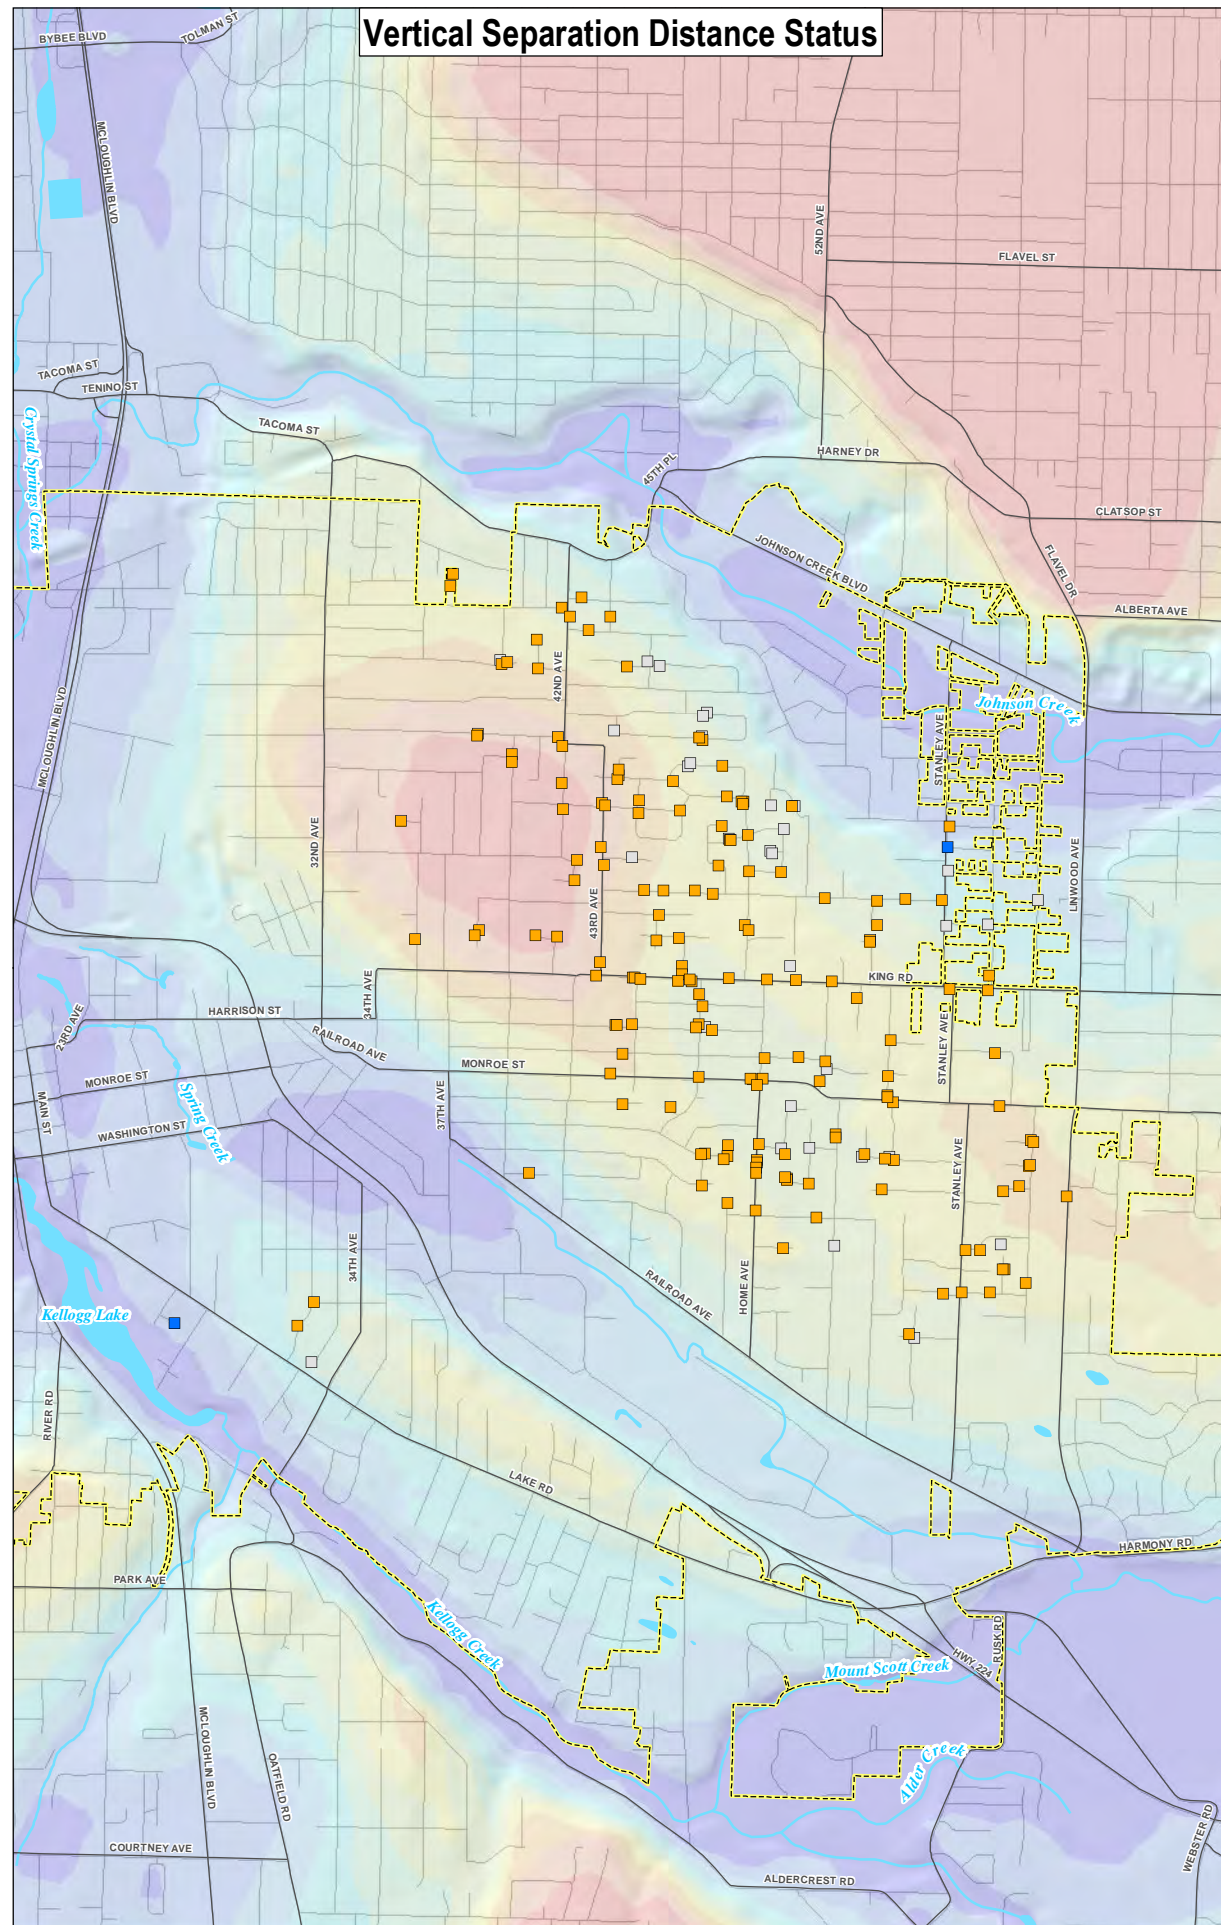 Vertical Separation Distance Status
BYBEE BLVD
TOLMAN ST
MCLOUGHLIN BLVD
52ND AVE
FLAVEL ST
TACOMA ST
TENINO ST
TACOMA ST
Crystal Springs Creek
45TH PL
HARNEY DR
CLATSOP ST
JOHNSON CREEK BLVD
FLAVEL DR
ALBERTA AVE
42ND AVE
MCLOUGHLIN BLVD
Johnson Creek
STANLEY AVE
32ND AVE
LINWOOD AVE
43RD AVE
KING RD
34TH AVE
HARRISON ST
23RD AVE
RAILROAD AVE
STANLEY AVE
MONROE ST
MONROE ST
37TH AVE
MAIN ST
Spring Creek
WASHINGTON ST
STANLEY AVE
34TH AVE
HOME AVE
RAILROAD AVE
Kellogg Lake
RIVER RD
LAKE RD
HARMONY RD
PARK AVE
Kellogg Creek
RUSK RD
HWY 224
Mount Scott Creek
MCLOUGHLIN BLVD
OATFIELD RD
Alder Creek
WEBSTER RD
COURTNEY AVE
ALDERCREST RD